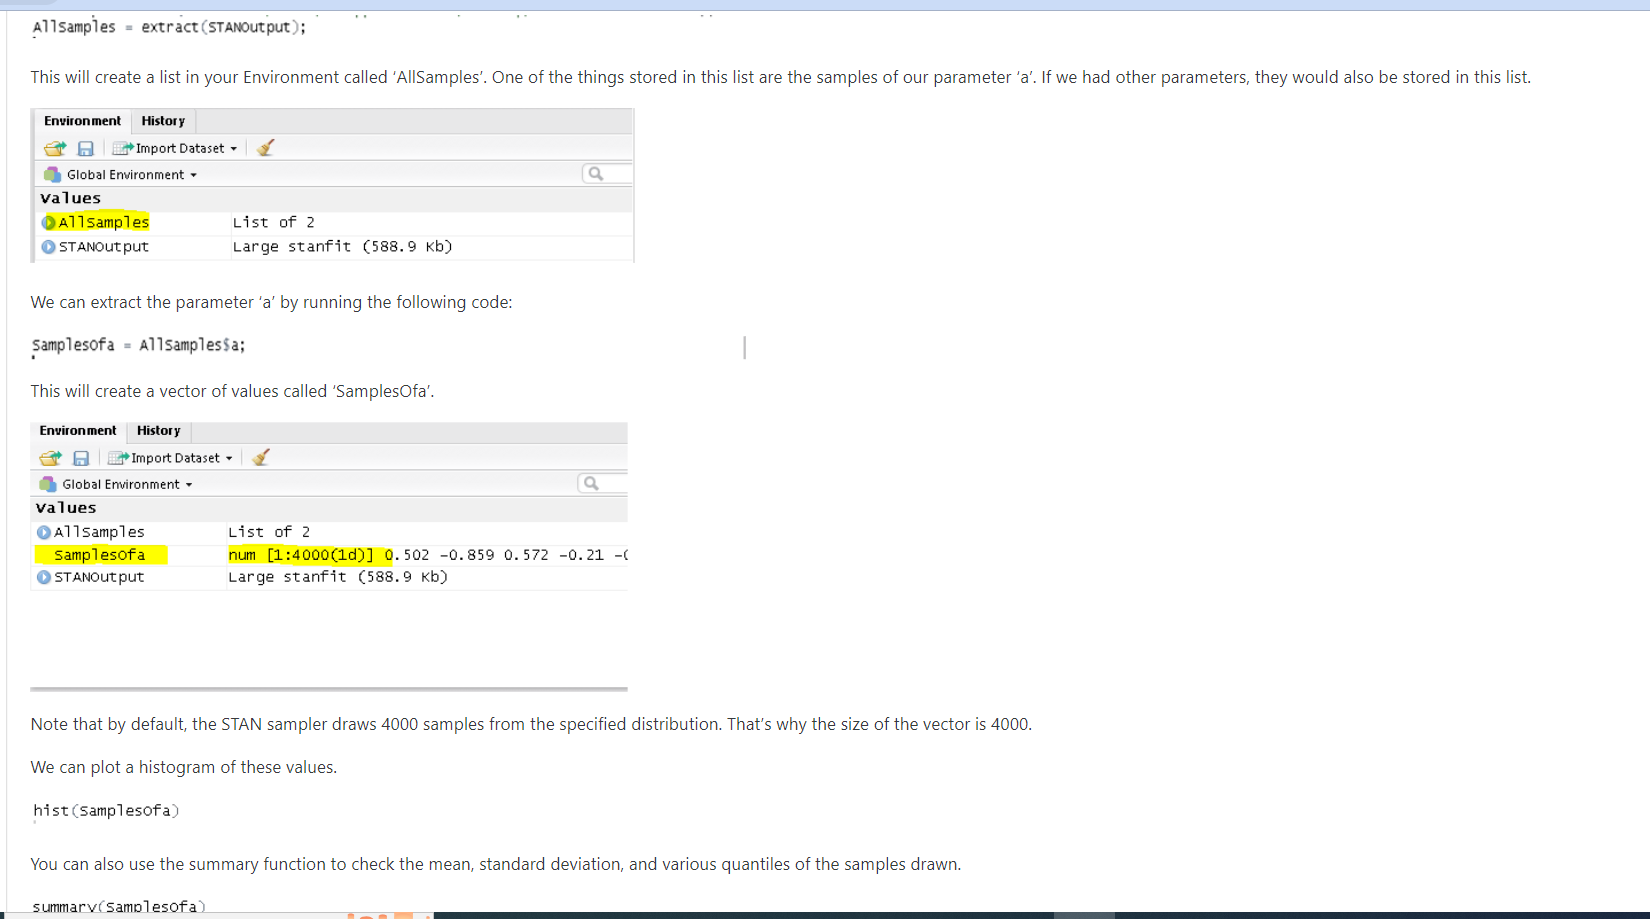 AllSamples = extract(STANOutput);
This will create a list in your Environment called ‘AllSamples’. One of the things stored in this list are the samples of our parameter ‘a’. If we had other parameters, they would also be stored in this list.
Environment History
Import Dataset
Global Environment
Values
AllSamples List of 2
STANOutput Large stanfit (588.9 Kb)
We can extract the parameter ‘a’ by running the following code:
SamplesOfa = AllSamples$a;
This will create a vector of values called ‘SamplesOfa’.
Environment History
Import Dataset
Global Environment
Values
AllSamples List of 2
SamplesOfa num [1:4000(1d)] 0.502 -0.859 0.572 -0.21
STANOutput Large stanfit (588.9 Kb)
Note that by default, the STAN sampler draws 4000 samples from the specified distribution. That’s why the size of the vector is 4000.
We can plot a histogram of these values.
hist(SamplesOfa)
You can also use the summary function to check the mean, standard deviation, and various quantiles of the samples drawn.
summary(SamplesOfa)